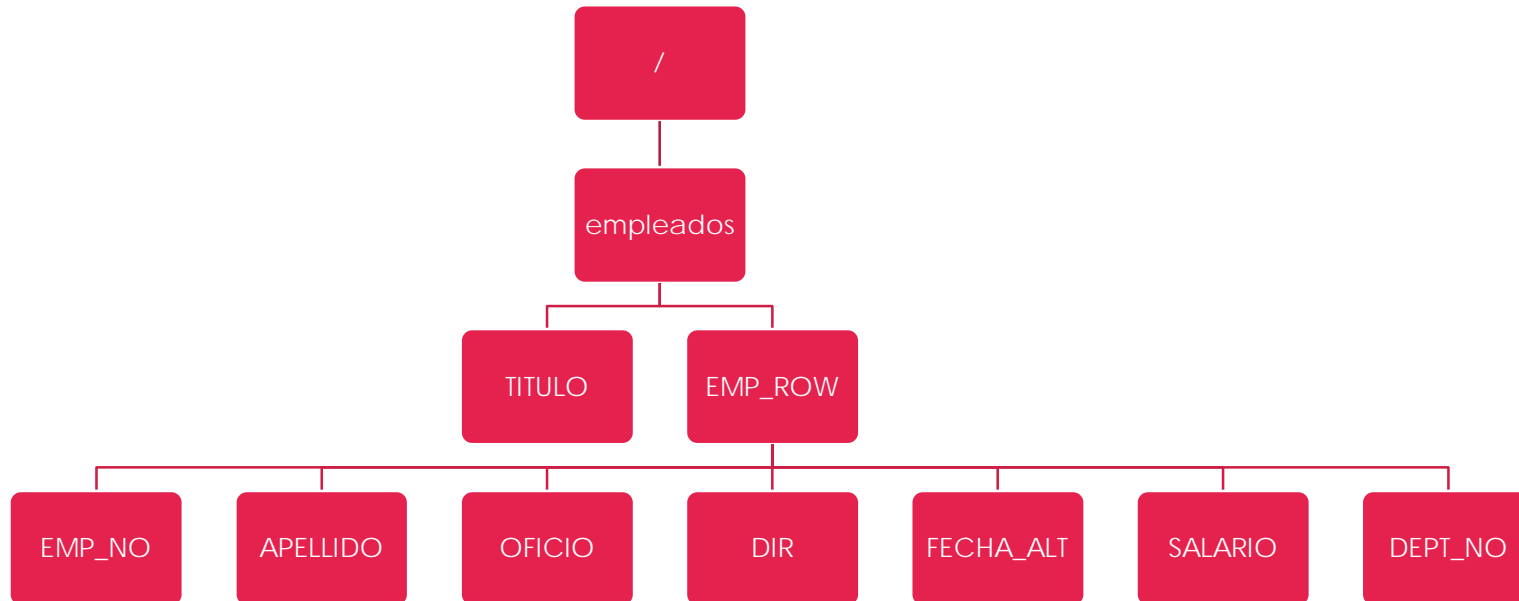 /
empleados
TITULO
EMP_ROW
EMP_NO
APELLIDO
OFICIO
DIR
FECHA_ALT
SALARIO
DEPT_NO